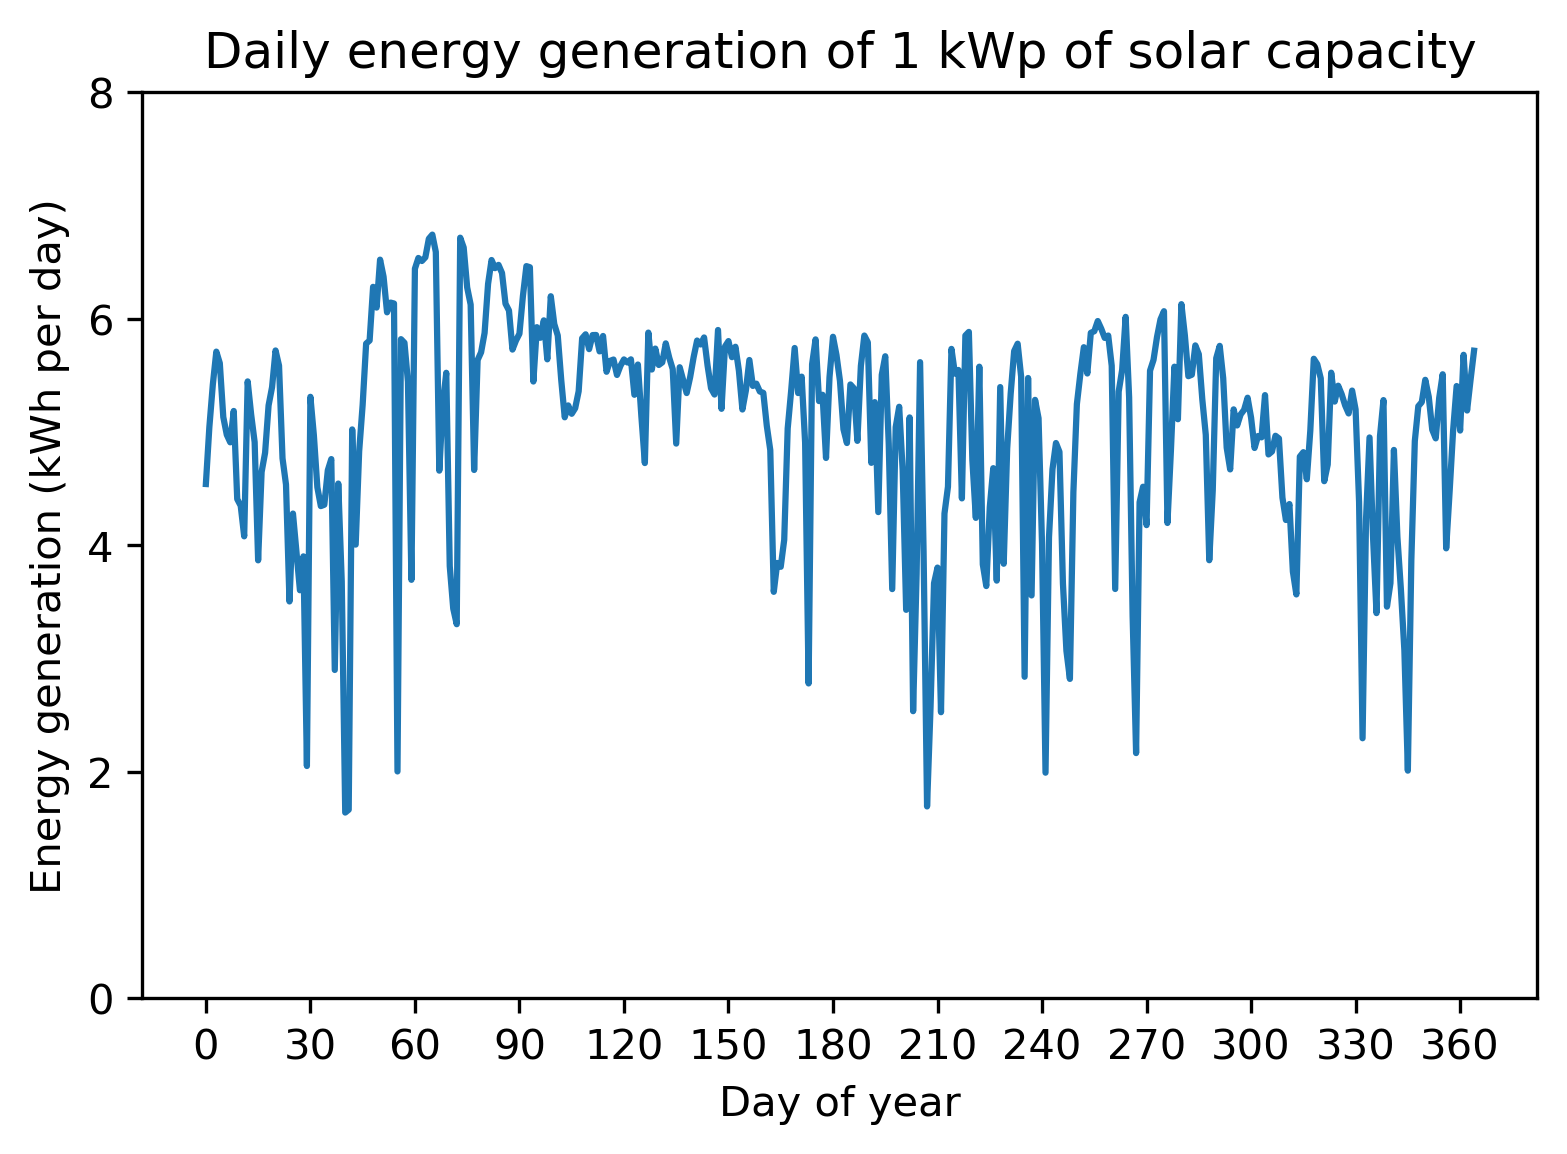 Daily energy generation of 1 kWp of solar capacity
8
6
4
2
0
Energy generation (kWh per day)
0 30 60 90 120 150 180 210 240 270 300 330 360
Day of year